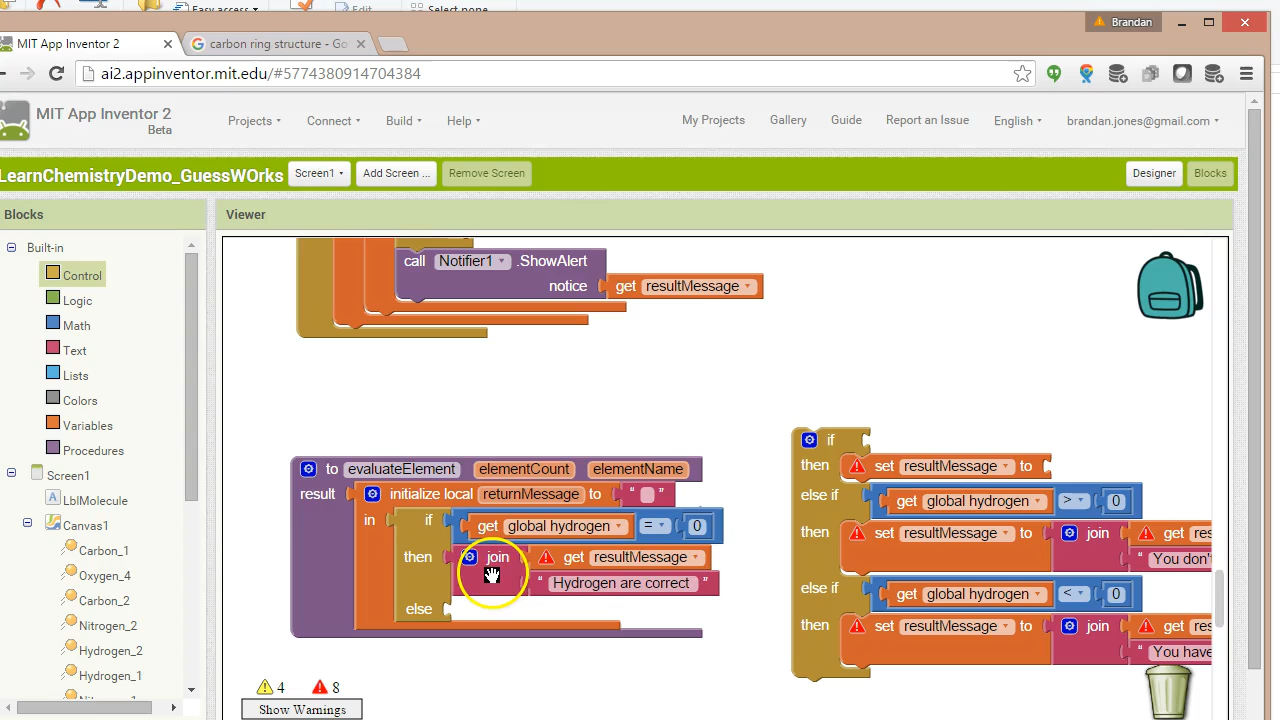 Easy access
Edit
Select none
Brandan
MIT App Inventor 2
carbon ring structure - Go
ai2.appinventor.mit.edu/#5774380914704384
MIT App Inventor 2
Beta
Projects Connect Build Help My Projects Gallery Guide Report an Issue English brandan.jones@gmail.com
LearnChemistryDemo_GuessWOrks Screen1 Add Screen ... Remove Screen Designer Blocks
Blocks
Viewer
Built-in
Control
Logic
Math
Text
Lists
Colors
Variables
Procedures
Screen1
LblMolecule
Canvas1
Carbon_1
Oxygen_4
Carbon_2
Nitrogen_2
Hydrogen_2
Hydrogen_1
call Notifier1 .ShowAlert
notice get resultMessage
to evaluateElement elementCount elementName
result initialize local returnMessage to " "
in if get global hydrogen = 0
then join get resultMessage
" Hydrogen are correct "
else
if
then set resultMessage to
else if get global hydrogen > 0
then set resultMessage to join get res
" You don'
else if get global hydrogen < 0
then set resultMessage to join get res
" You have
4 8
Show Warnings